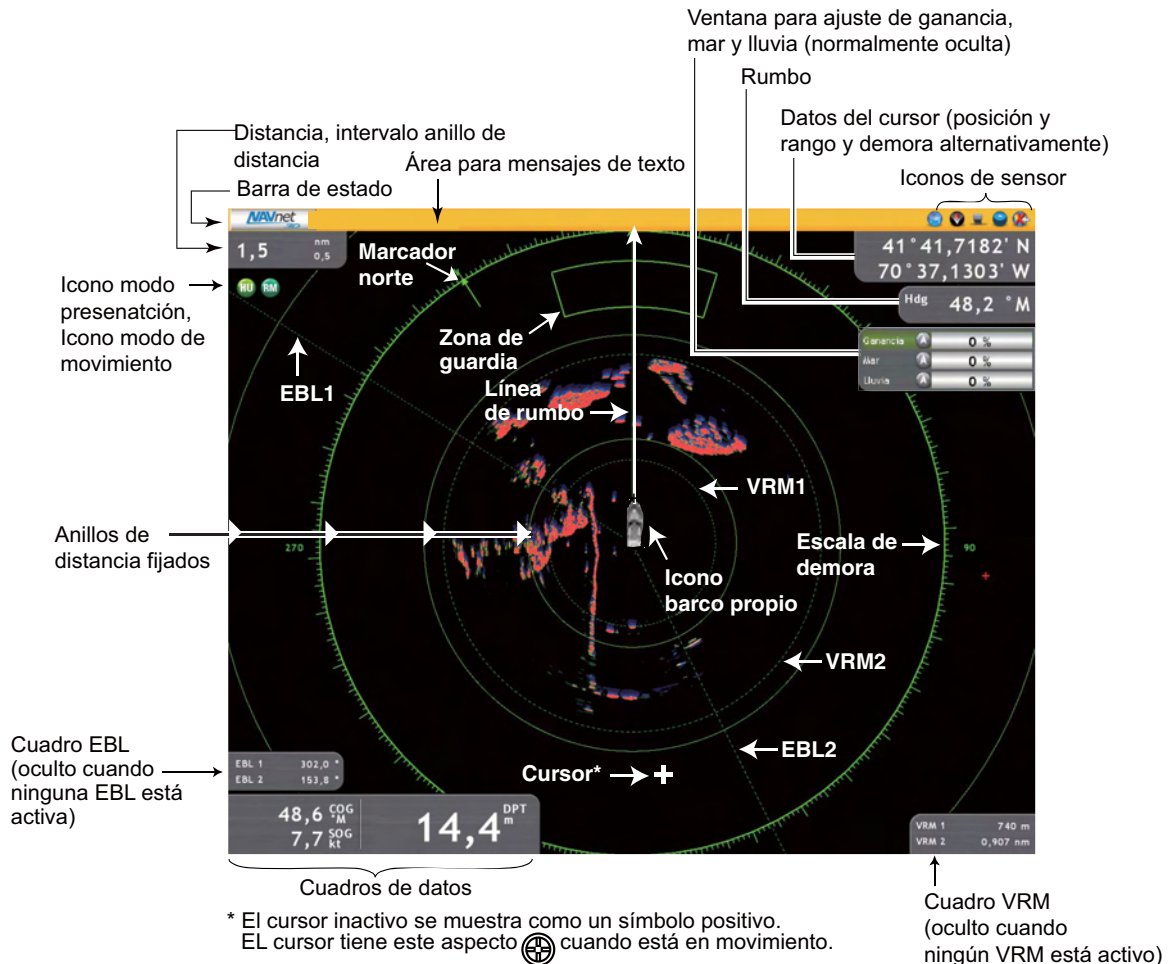 Ventana para ajuste de ganancia,
mar y lluvia (normalmente oculta)
Rumbo
Datos del cursor (posición y
rango y demora alternativamente)
Iconos de sensor
Distancia, intervalo anillo de
distancia
Área para mensajes de texto
Barra de estado
NAVnet
3D
1,5 nm
0,5
Marcador
norte
41°41,7182' N
70°37,1303' W
Hdg 48,2 °M
Icono modo
presenatción,
Icono modo de
movimiento
HU RM
Zona de
guardia
Ganancia A 0 %
Mar A 0 %
Lluvia A 0 %
EBL1
Línea
de rumbo
VRM1
Anillos de
distancia fijados
270
Escala de
demora
90
Icono
barco propio
VRM2
EBL2
Cuadro EBL
(oculto cuando
ninguna EBL está
activa)
EBL 1 302,0 °
EBL 2 153,8 °
Cursor*
48,6 COG °M
7,7 SOG kt
14,4 DPT m
VRM 1 740 m
VRM 2 0,907 nm
Cuadros de datos
Cuadro VRM
(oculto cuando
ningún VRM está activo)
* El cursor inactivo se muestra como un símbolo positivo.
EL cursor tiene este aspecto cuando está en movimiento.